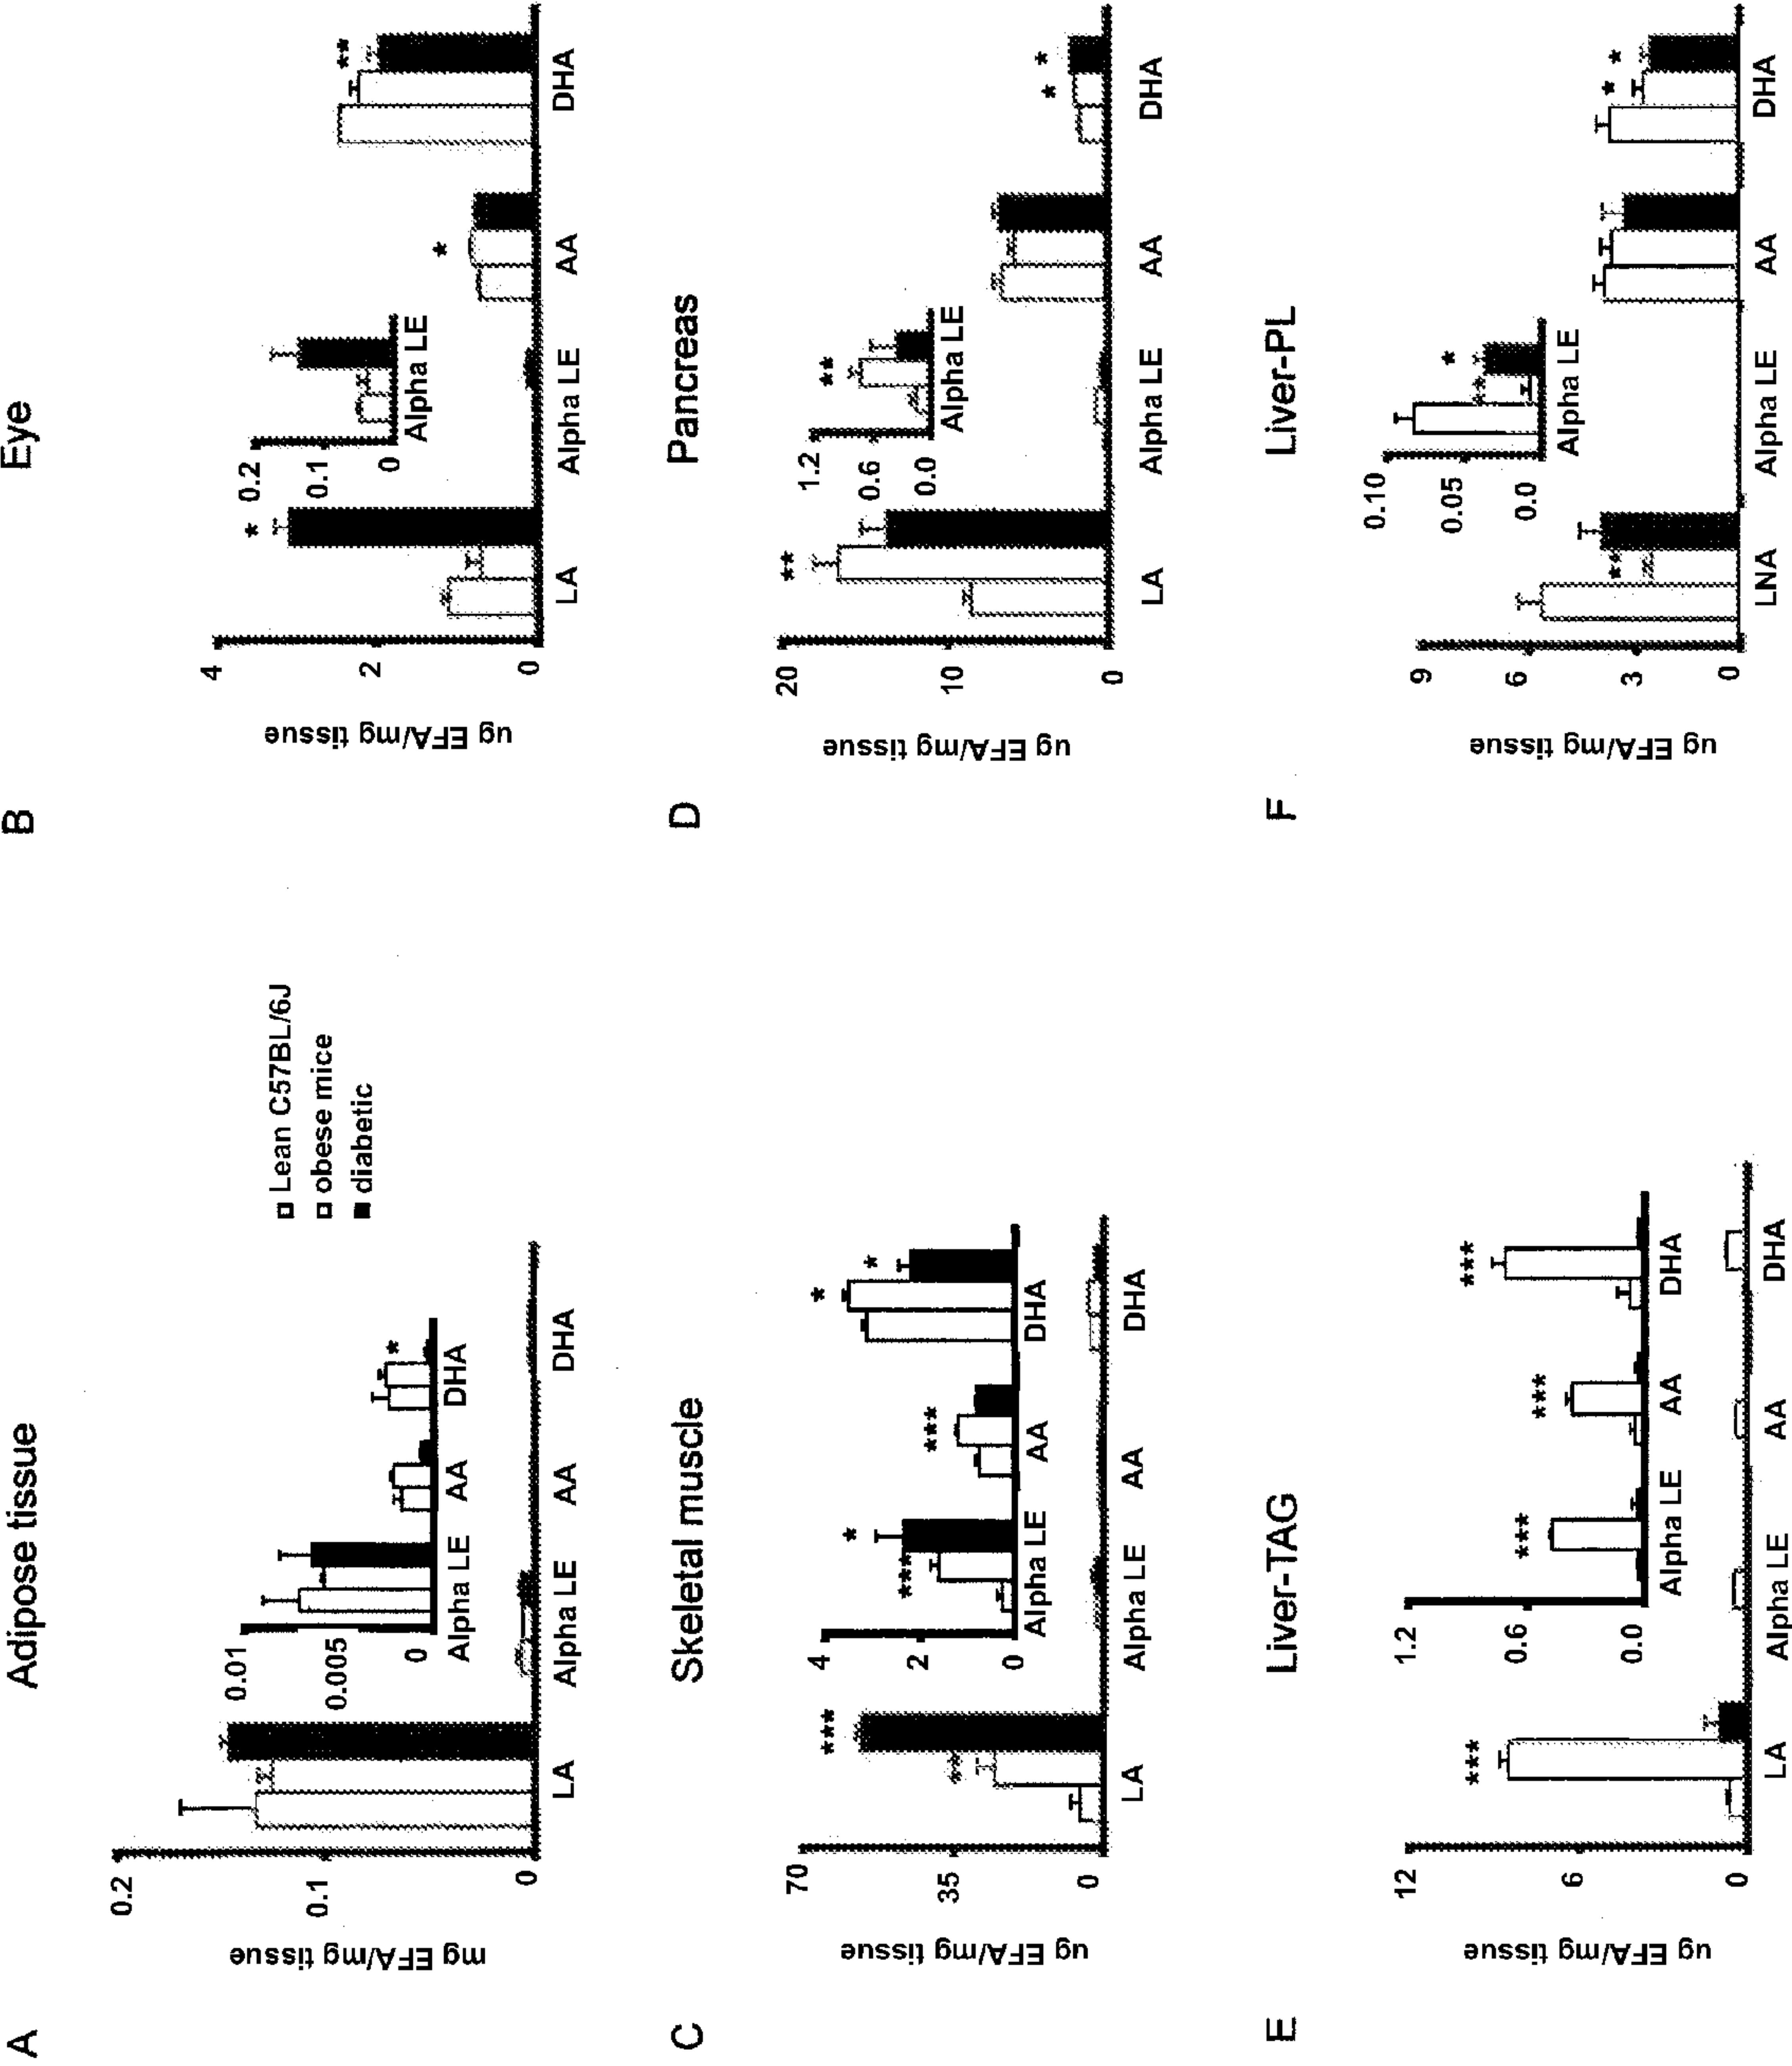 A
Adipose tissue
mg EFA/mg tissue
0.2
0.1
0
0.01
0.005
0
Alpha LE
AA
DHA
*
LA
Alpha LE
AA
DHA
Lean C57BL/6J
obese mice
diabetic
B
Eye
ug EFA/mg tissue
4
2
0
*
0.2
0.1
0
Alpha LE
*
**
LA
Alpha LE
AA
DHA
C
Skeletal muscle
ug EFA/mg tissue
70
35
0
**
***
4
2
0
***
*
***
*
*
Alpha LE
AA
DHA
LA
Alpha LE
AA
DHA
D
Pancreas
ug EFA/mg tissue
20
10
0
**
1.2
0.6
0.0
**
Alpha LE
*
*
LA
Alpha LE
AA
DHA
E
Liver-TAG
ug EFA/mg tissue
12
6
0
***
1.2
0.6
0.0
***
***
***
Alpha LE
AA
DHA
LA
Alpha LE
AA
DHA
F
Liver-PL
ug EFA/mg tissue
9
6
3
0
**
0.10
0.05
0.0
**
*
Alpha LE
*
*
LNA
Alpha LE
AA
DHA